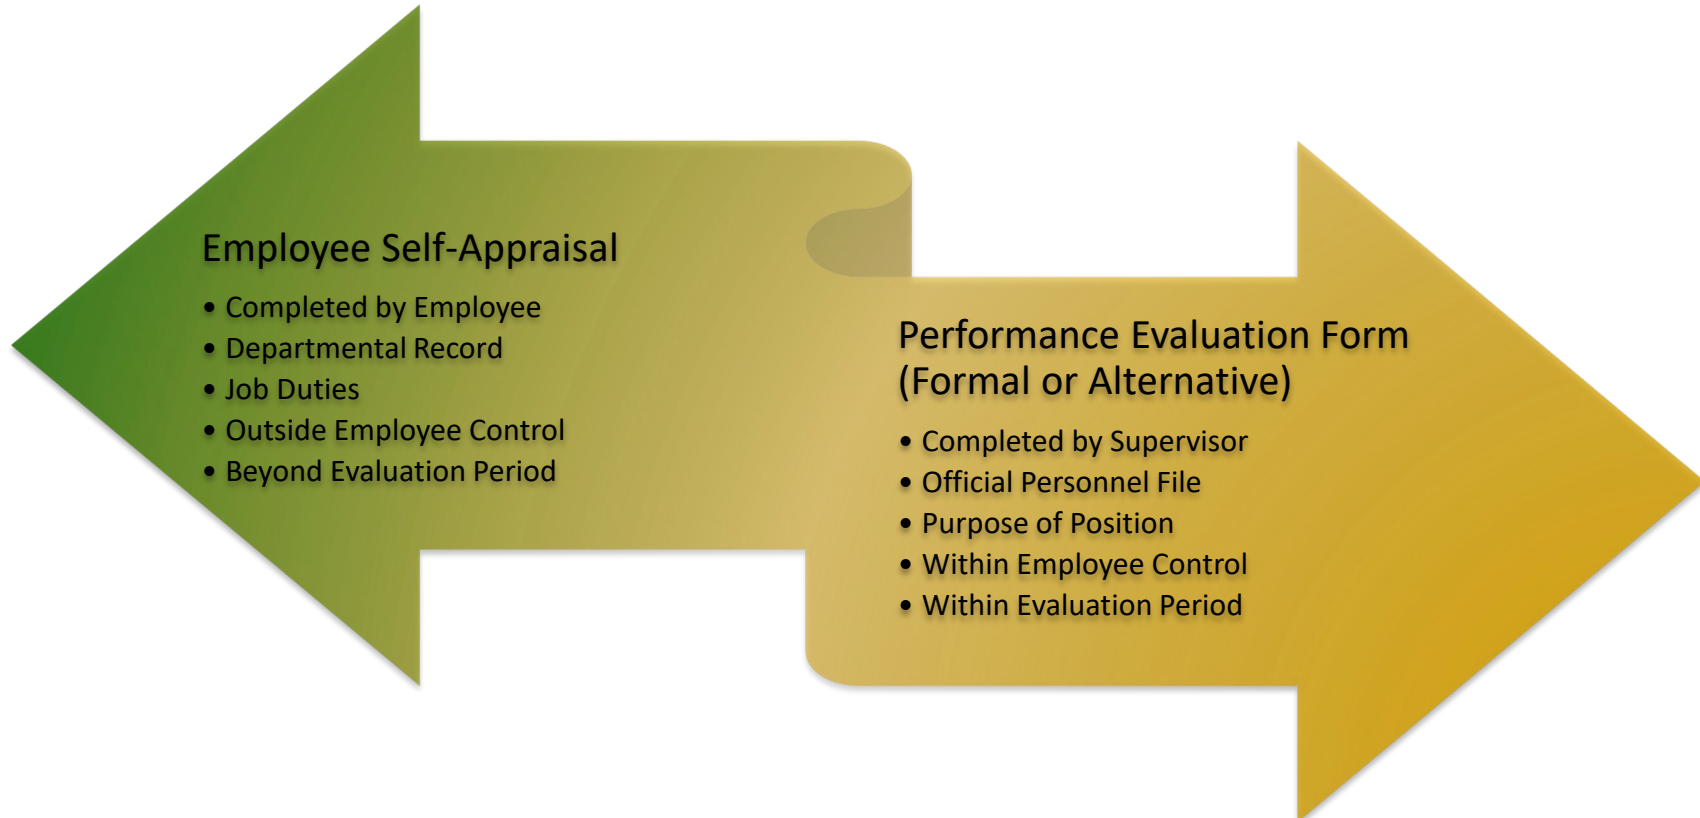 Employee Self-Appraisal
• Completed by Employee
• Departmental Record
• Job Duties
• Outside Employee Control
• Beyond Evaluation Period
Performance Evaluation Form
(Formal or Alternative)
• Completed by Supervisor
• Official Personnel File
• Purpose of Position
• Within Employee Control
• Within Evaluation Period